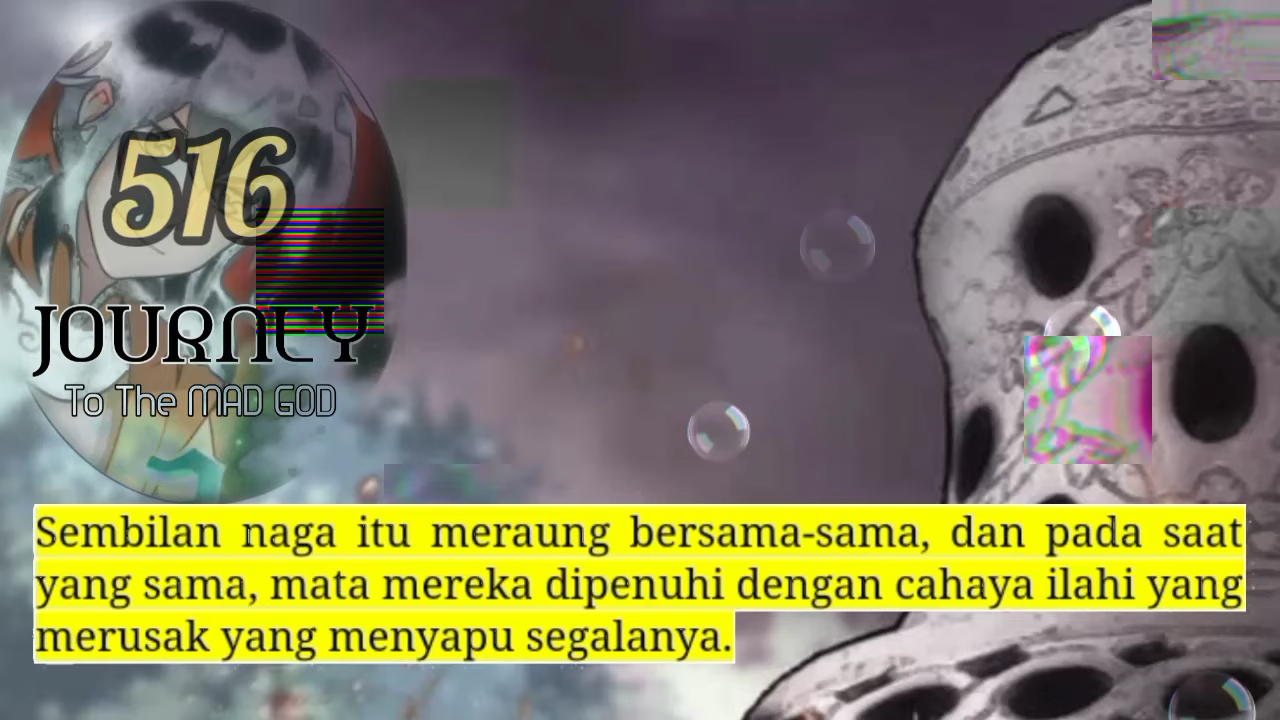 516
JOURNEY
To The MAD GOD
Sembilan naga itu meraung bersama-sama, dan pada saat
yang sama, mata mereka dipenuhi dengan cahaya ilahi yang
merusak yang menyapu segalanya.